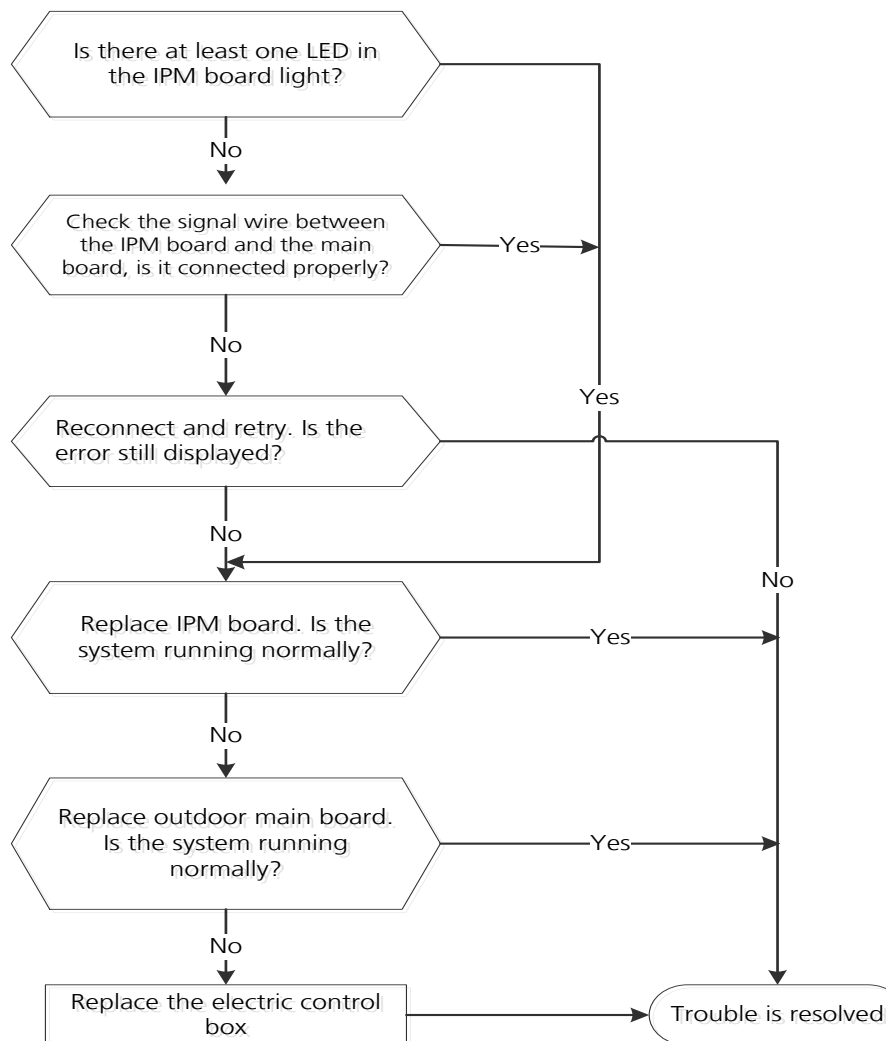 Is there at least one LED in
the IPM board light?
No
Check the signal wire between
the IPM board and the main
board, is it connected properly?
Yes
No
Yes
Reconnect and retry. Is the
error still displayed?
No
No
Replace IPM board. Is the
system running normally?
Yes
No
Replace outdoor main board.
Is the system running
normally?
Yes
No
Replace the electric control
box
Trouble is resolved